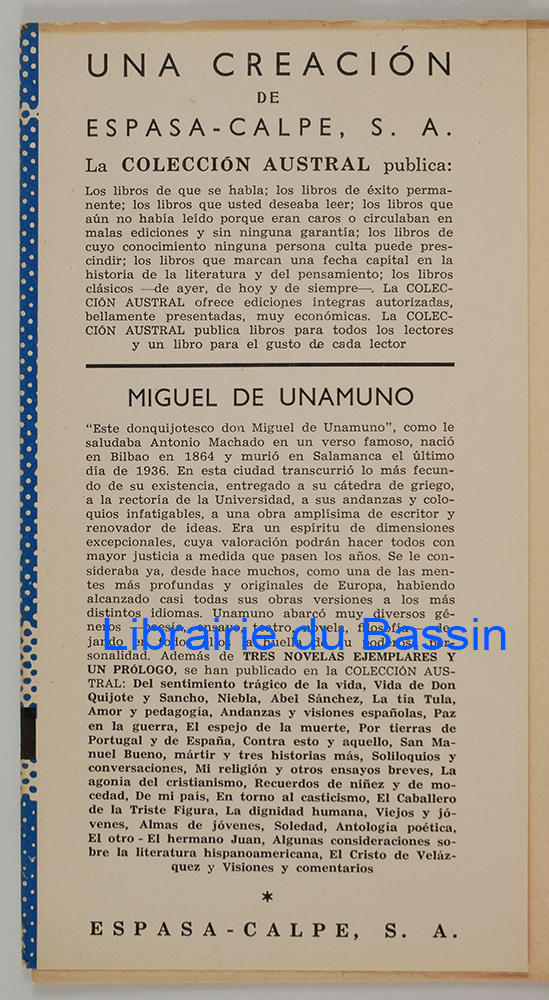 UNA CREACIÓN
DE
ESPASA-CALPE, S. A.
La COLECCIÓN AUSTRAL publica:
Los libros de que se habla; los libros de éxito perma-
nente; los libros que usted deseaba leer; los libros que
aún no había leído porque eran caros o circulaban en
malas ediciones y sin ninguna garantía; los libros de
cuyo conocimiento ninguna persona culta puede pres-
cindir; los libros que marcan una fecha capital en la
historia de la literatura y del pensamiento; los libros
clásicos —de ayer, de hoy y de siempre—. La COLEC-
CIÓN AUSTRAL ofrece ediciones íntegras autorizadas,
bellamente presentadas, muy económicas. La COLEC-
CIÓN AUSTRAL publica libros para todos los lectores
y un libro para el gusto de cada lector
MIGUEL DE UNAMUNO
"Este donquijotesco don Miguel de Unamuno", como le
saludaba Antonio Machado en un verso famoso, nació
en Bilbao en 1864 y murió en Salamanca el último
día de 1936. En esta ciudad transcurrió lo más fecun-
do de su existencia, entregado a su cátedra de griego,
a la rectoría de la Universidad, a sus andanzas y colo-
quios infatigables, a una obra amplísima de escritor y
renovador de ideas. Era un espíritu de dimensiones
excepcionales, cuya valoración podrán hacer todos con
mayor justicia a medida que pasen los años. Se le con-
sideraba ya, desde hace muchos, como una de las men-
tes más profundas y originales de Europa, habiendo
alcanzado casi todas sus obras versiones a los más
distintos idiomas. Unamuno abarcó muy diversos gé-
neros —poesía, ensayo, teatro, novela, filosofía—, de-
jando en todos ellos la huella de su poderosa per-
sonalidad. Además de TRES NOVELAS EJEMPLARES Y
UN PRÓLOGO, se han publicado en la COLECCIÓN AUS-
TRAL: Del sentimiento trágico de la vida, Vida de Don
Quijote y Sancho, Niebla, Abel Sánchez, La tía Tula,
Amor y pedagogía, Andanzas y visiones españolas, Paz
en la guerra, El espejo de la muerte, Por tierras de
Portugal y de España, Contra esto y aquello, San Ma-
nuel Bueno, mártir y tres historias más, Soliloquios y
conversaciones, Mi religión y otros ensayos breves, La
agonía del cristianismo, Recuerdos de niñez y de mo-
cedad, De mi país, En torno al casticismo, El Caballero
de la Triste Figura, La dignidad humana, Viejos y jó-
venes, Almas de jóvenes, Soledad, Antología poética,
El otro - El hermano Juan, Algunas consideraciones so-
bre la literatura hispanoamericana, El Cristo de Veláz-
quez y Visiones y comentarios
*
ESPASA-CALPE, S. A.
Librairie du Bassin